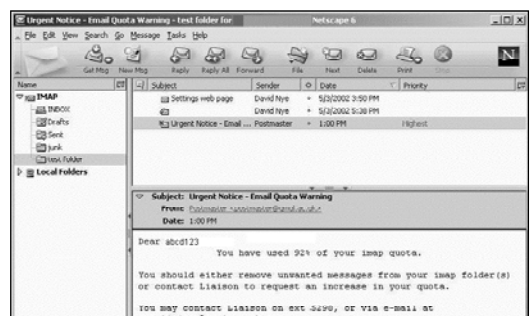 Urgent Notice - Email Quota Warning - test folder for
Netscape 6
File Edit View Search Go Message Tasks Help
Get Msg New Msg Reply Reply All Forward File Next Delete Print Stop
Name
Subject Sender Date Priority
IMAP
INBOX
Drafts
Sent
junk
test folder
Local Folders
Settings web page David Nye 5/3/2002 3:50 PM
David Nye 5/3/2002 5:38 PM
Urgent Notice - Email ... Postmaster 1:00 PM Highest
Subject: Urgent Notice - Email Quota Warning
From: Postmaster
Date: 1:00 PM
Dear abcd123
You have used 92% of your imap quota.
You should either remove unwanted messages from your imap folder(s)
or contact Liaison to request an increase in your quota.
You may contact Liaison on ext 5298, or via e-mail at